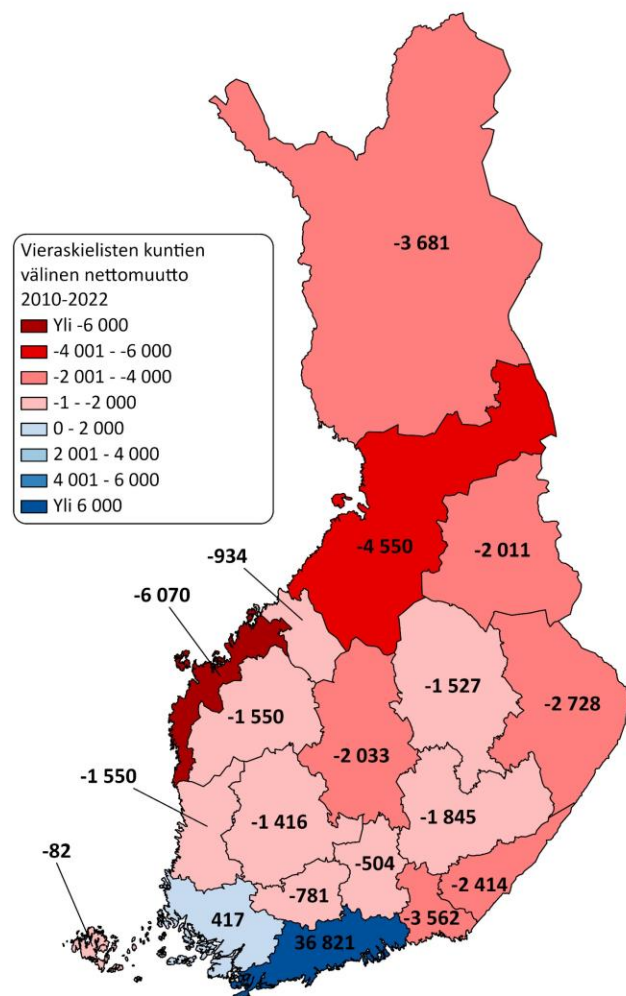 -3 681
Vieraskielisten kuntien
välinen nettomuutto
2010-2022
Yli -6 000
-4 001 - -6 000
-2 001 - -4 000
-1 - -2 000
0 - 2 000
2 001 - 4 000
4 001 - 6 000
Yli 6 000
-4 550
-2 011
-934
-6 070
-1 527
-2 728
-1 550
-2 033
-1 550
-1 416
-1 845
-82
-504
-781
-2 414
417
-3 562
36 821